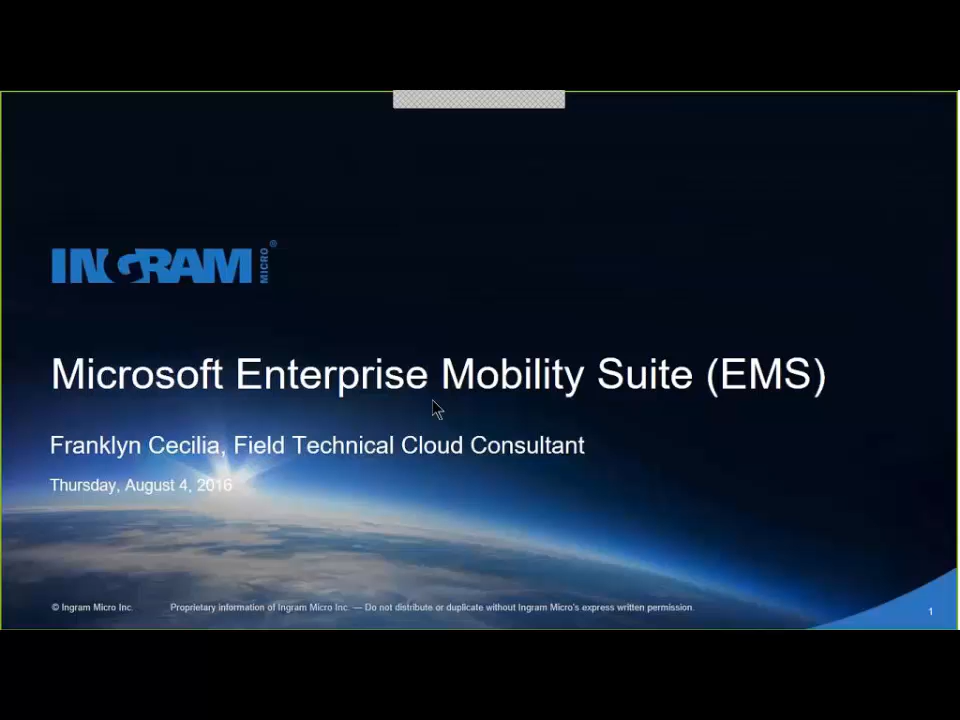 INGRAM MICRO®
Microsoft Enterprise Mobility Suite (EMS)
Franklyn Cecilia, Field Technical Cloud Consultant
Thursday, August 4, 2016
© Ingram Micro Inc. Proprietary information of Ingram Micro Inc. — Do not distribute or duplicate without Ingram Micro's express written permission.
1